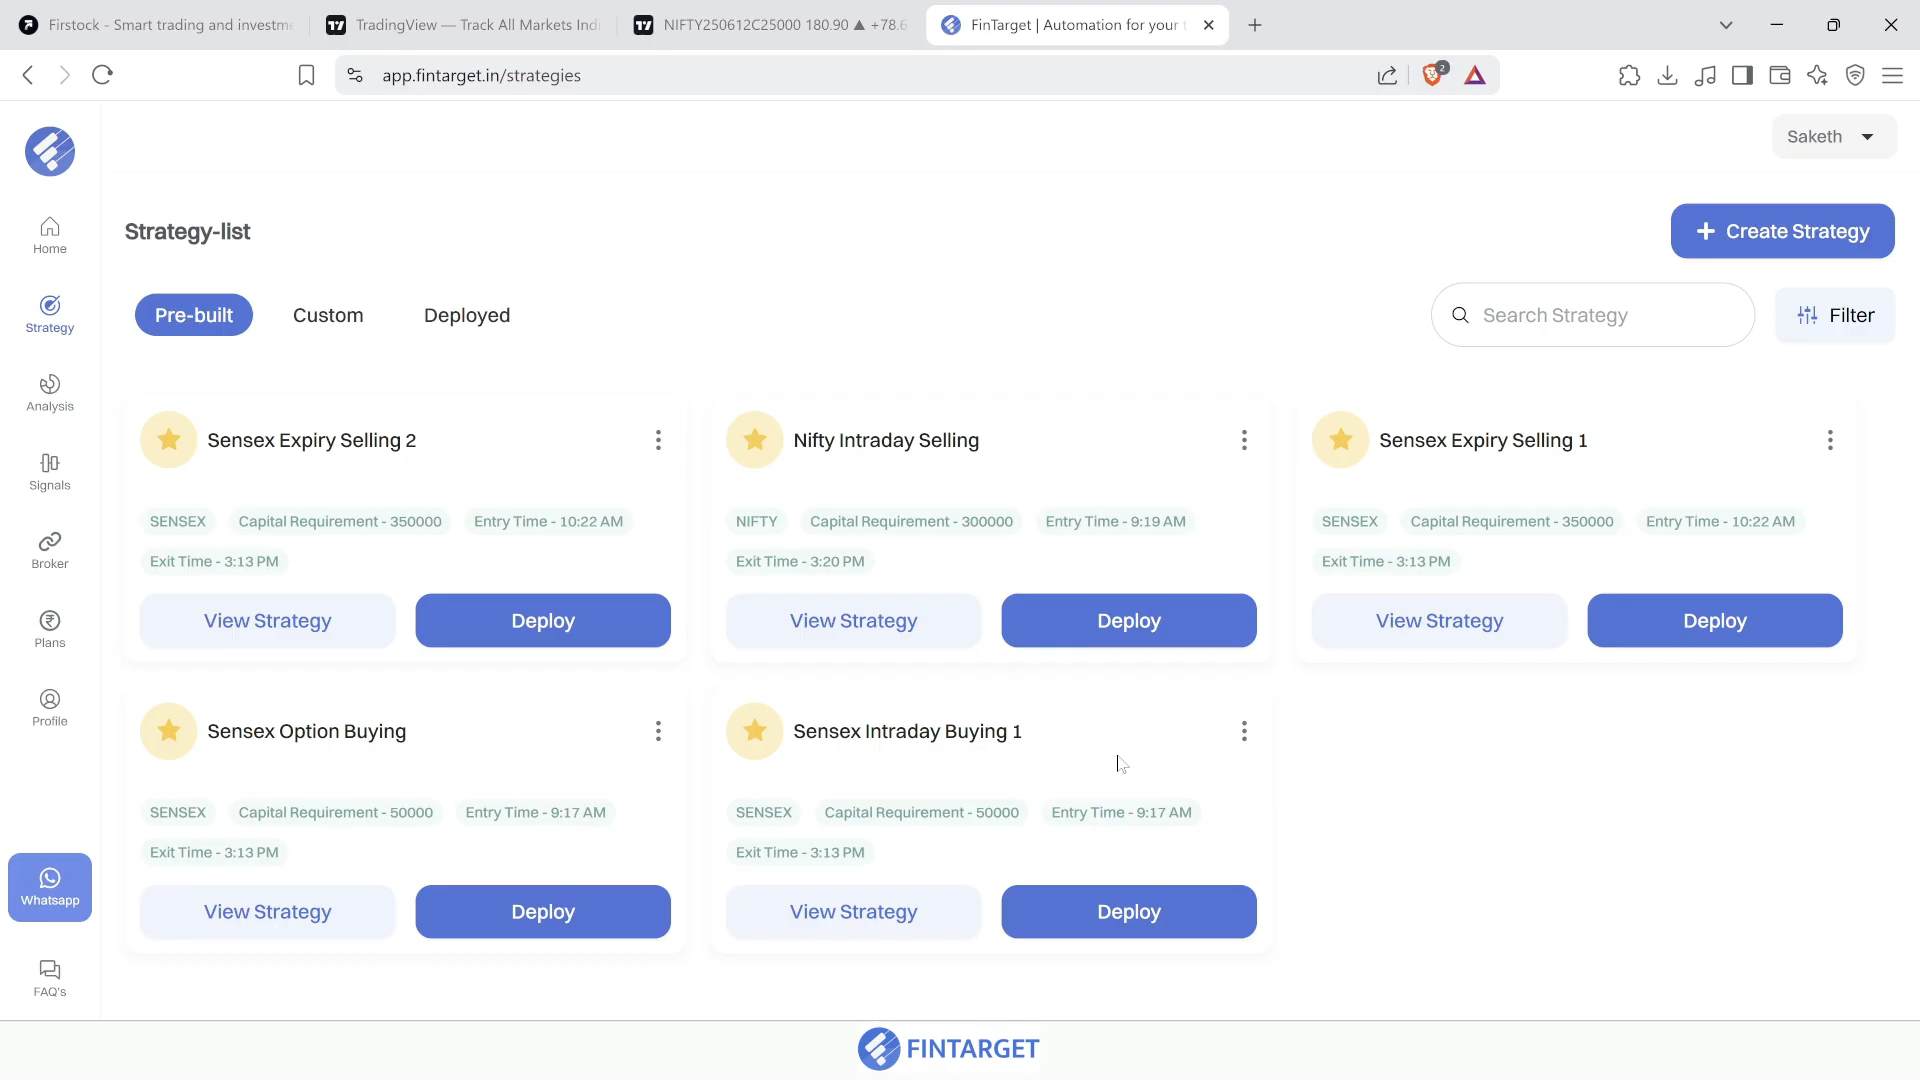 Firstock - Smart trading and investme
TradingView — Track All Markets Indi
NIFTY250612C25000 180.90 ▲ +78.6
FinTarget | Automation for your t
app.fintarget.in/strategies
2
Saketh
Strategy-list
+ Create Strategy
Pre-built
Custom
Deployed
Search Strategy
Filter
Home
Strategy
Analysis
Signals
Broker
Plans
Profile
Whatsapp
FAQ's
Sensex Expiry Selling 2
SENSEX
Capital Requirement - 350000
Entry Time - 10:22 AM
Exit Time - 3:13 PM
View Strategy
Deploy
Nifty Intraday Selling
NIFTY
Capital Requirement - 300000
Entry Time - 9:19 AM
Exit Time - 3:20 PM
View Strategy
Deploy
Sensex Expiry Selling 1
SENSEX
Capital Requirement - 350000
Entry Time - 10:22 AM
Exit Time - 3:13 PM
View Strategy
Deploy
Sensex Option Buying
SENSEX
Capital Requirement - 50000
Entry Time - 9:17 AM
Exit Time - 3:13 PM
View Strategy
Deploy
Sensex Intraday Buying 1
SENSEX
Capital Requirement - 50000
Entry Time - 9:17 AM
Exit Time - 3:13 PM
View Strategy
Deploy
FINTARGET